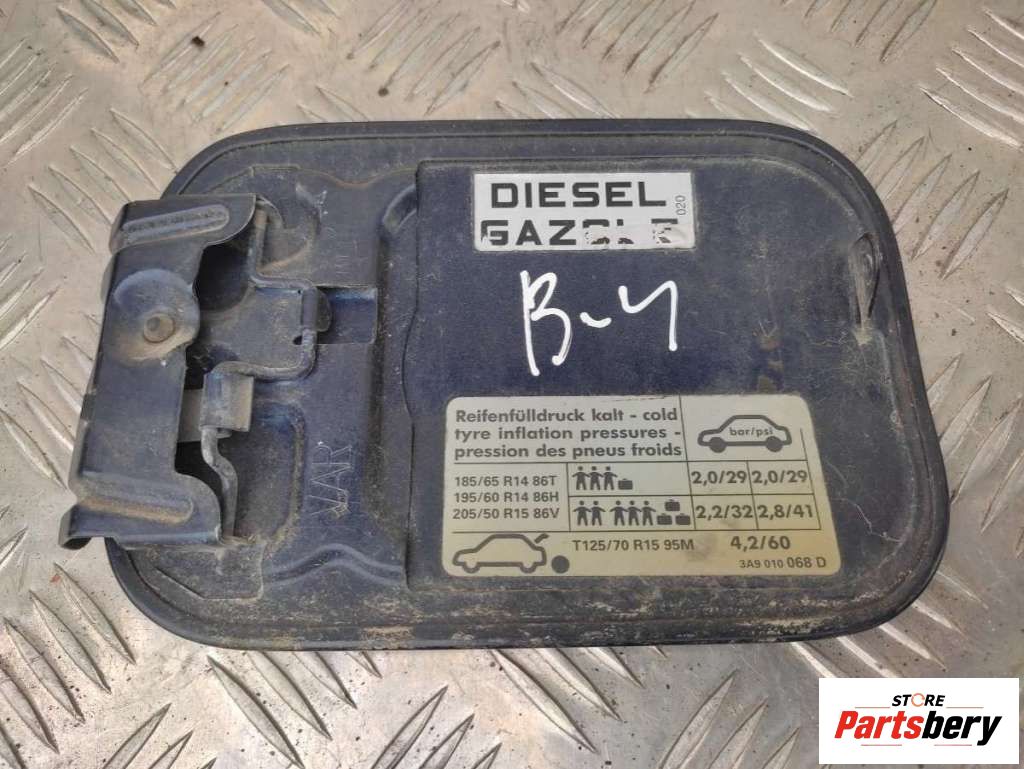 DIESEL
020
GAZOLE
B-4
Reifenfülldruck kalt - cold
tyre inflation pressures -
pression des pneus froids
bar/psi
185/65 R14 86T
195/60 R14 86H
205/50 R15 86V
2,0/29 2,0/29
2,2/32 2,8/41
T125/70 R15 95M 4,2/60
3A9 010 068 D
VAR
STORE
Partsbery